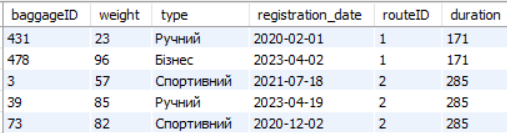 baggageID weight type registration_date routeID duration
431 23 Ручний 2020-02-01 1 171
478 96 Бізнес 2023-04-02 1 171
3 57 Спортивний 2021-07-18 2 285
39 85 Ручний 2023-04-19 2 285
73 82 Спортивний 2020-12-02 2 285